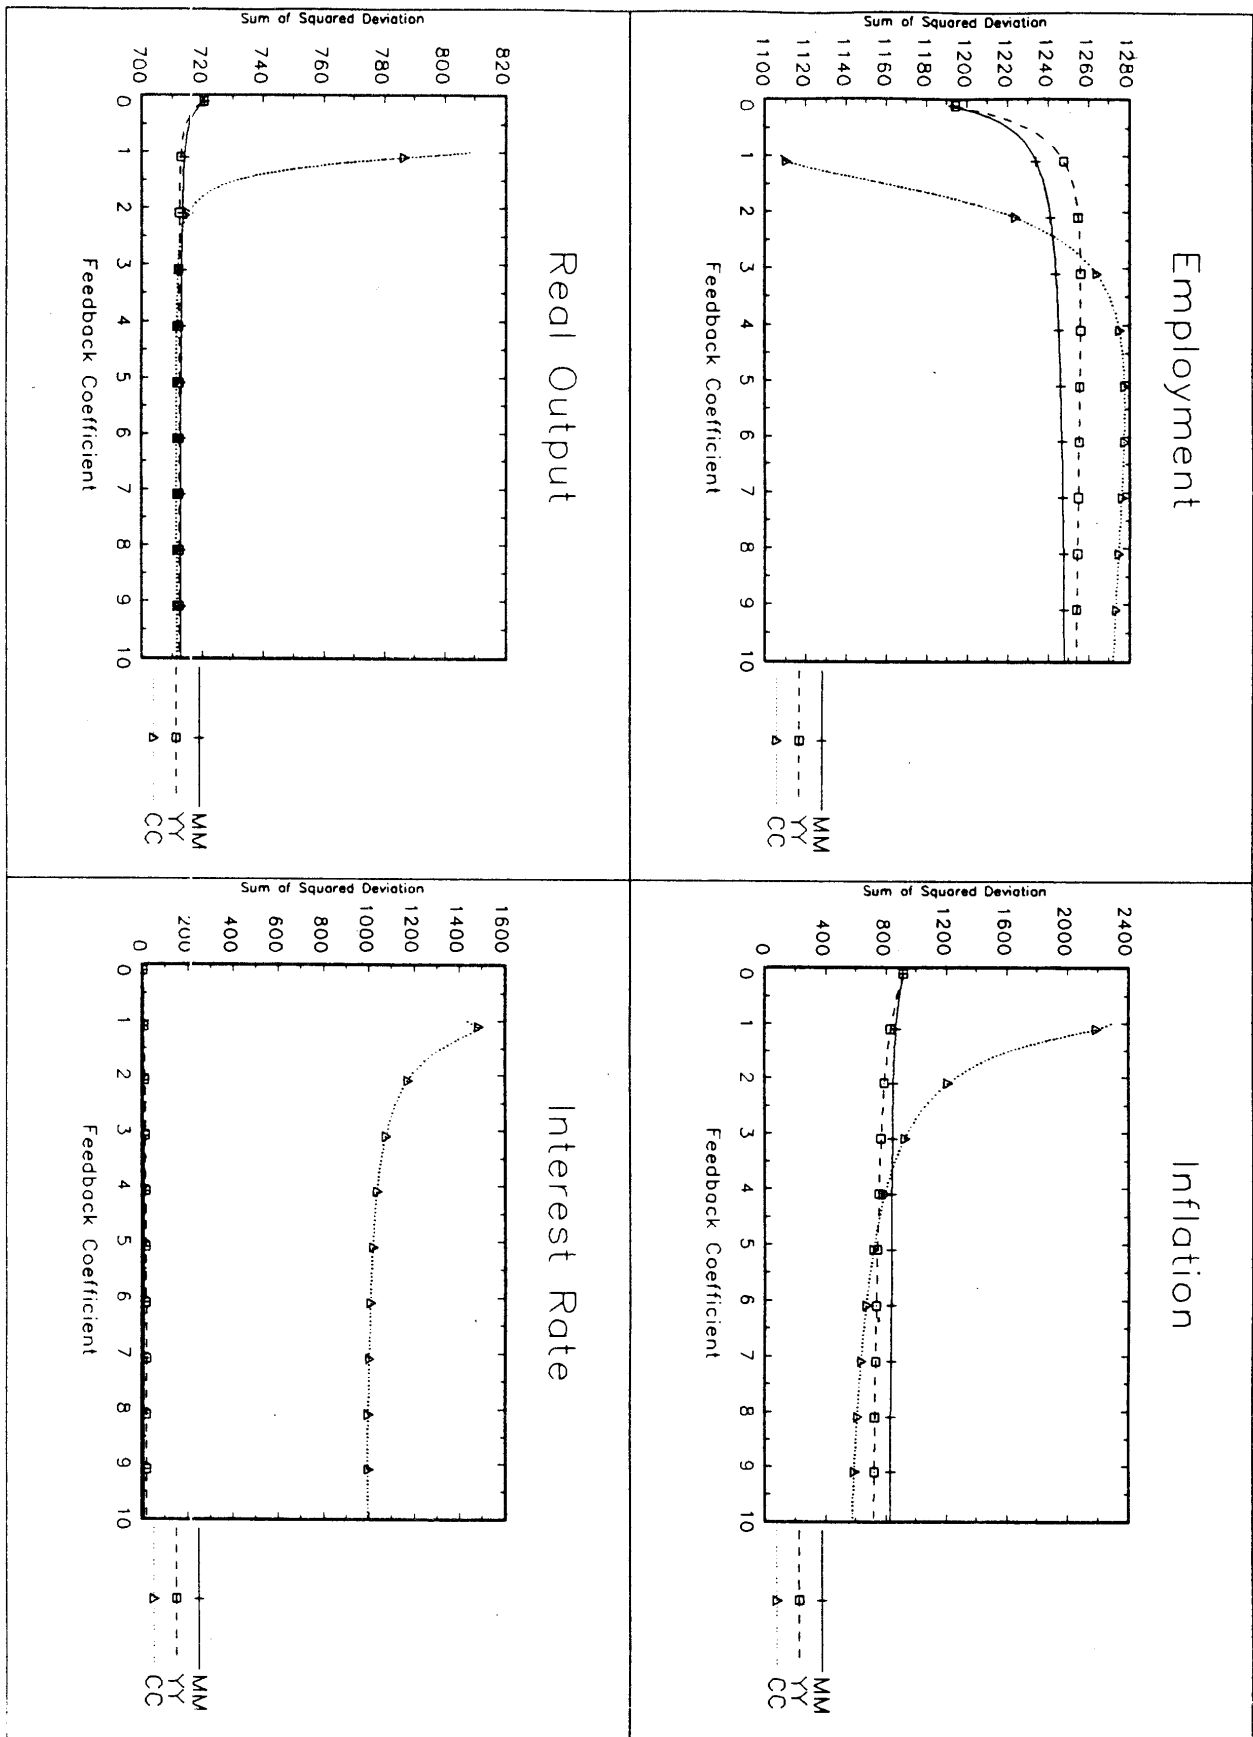 Employment
Sum of Squared Deviation
1280
1260
1240
1220
1200
1180
1160
1140
1120
1100
0 1 2 3 4 5 6 7 8 9 10
Feedback Coefficient
MM
YY
CC
Inflation
Sum of Squared Deviation
2400
2000
1600
1200
800
400
0
0 1 2 3 4 5 6 7 8 9 10
Feedback Coefficient
MM
YY
CC
Real Output
Sum of Squared Deviation
820
800
780
760
740
720
700
0 1 2 3 4 5 6 7 8 9 10
Feedback Coefficient
MM
YY
CC
Interest Rate
Sum of Squared Deviation
1600
1400
1200
1000
800
600
400
200
0
0 1 2 3 4 5 6 7 8 9 10
Feedback Coefficient
MM
YY
CC